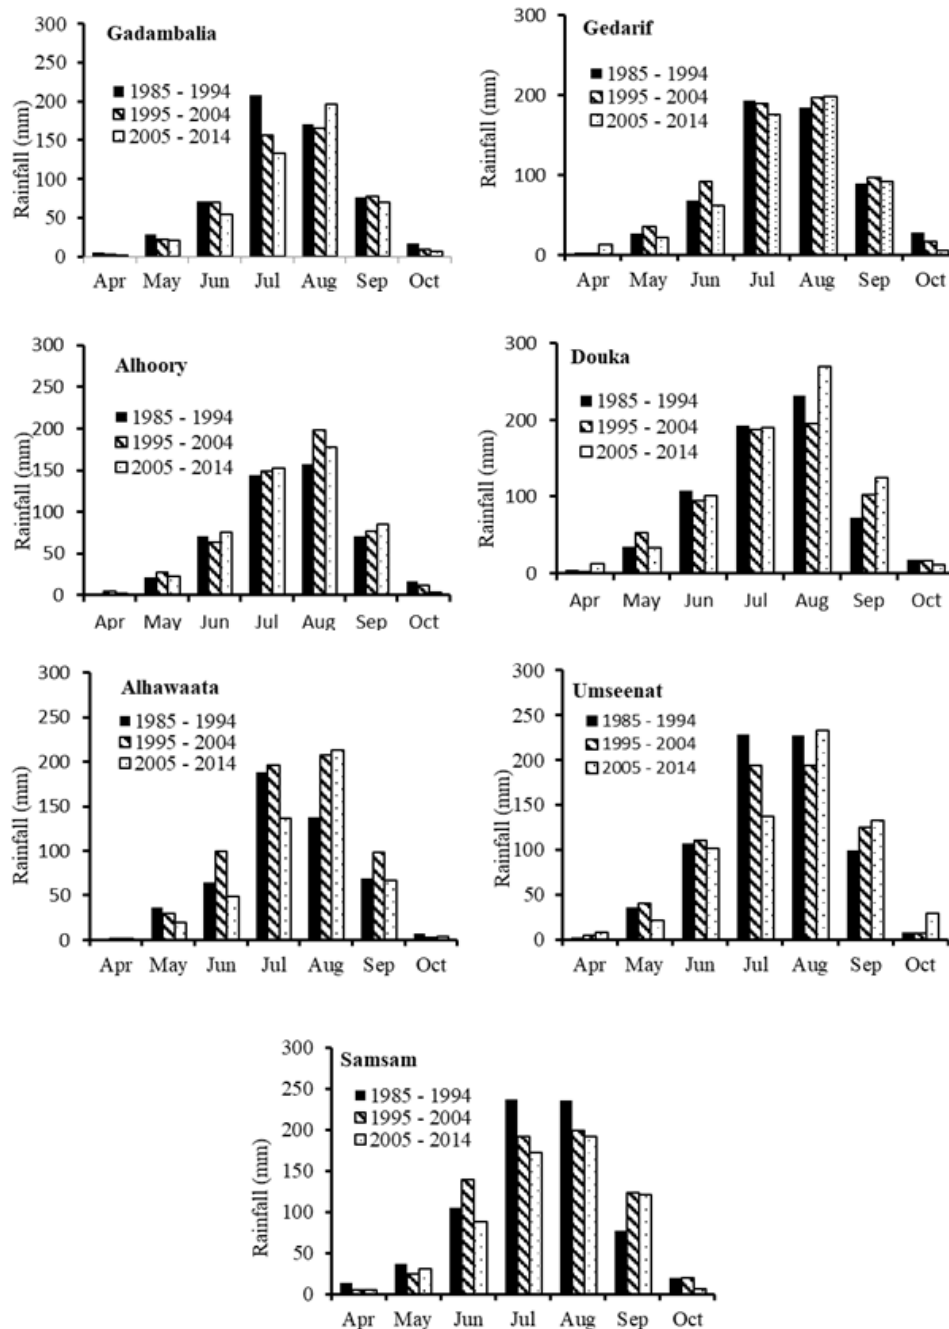 Gadambalia
1985 - 1994
1995 - 2004
2005 - 2014
Rainfall (mm)
300
250
200
150
100
50
0
Apr May Jun Jul Aug Sep Oct
Gedarif
1985 - 1994
1995 - 2004
2005 - 2014
Rainfall (mm)
300
200
100
0
Apr May Jun Jul Aug Sep Oct
Alhoory
1985 - 1994
1995 - 2004
2005 - 2014
Rainfall (mm)
300
250
200
150
100
50
0
Apr May Jun Jul Aug Sep Oct
Douka
1985 - 1994
1995 - 2004
2005 - 2014
Rainfall (mm)
300
200
100
0
Apr May Jun Jul Aug Sep Oct
Alhawaata
1985 - 1994
1995 - 2004
2005 - 2014
Rainfall (mm)
300
250
200
150
100
50
0
Apr May Jun Jul Aug Sep Oct
Umseenat
1985 - 1994
1995 - 2004
2005 - 2014
Rainfall (mm)
300
250
200
150
100
50
0
Apr May Jun Jul Aug Sep Oct
Samsam
1985 - 1994
1995 - 2004
2005 - 2014
Rainfall (mm)
300
250
200
150
100
50
0
Apr May Jun Jul Aug Sep Oct